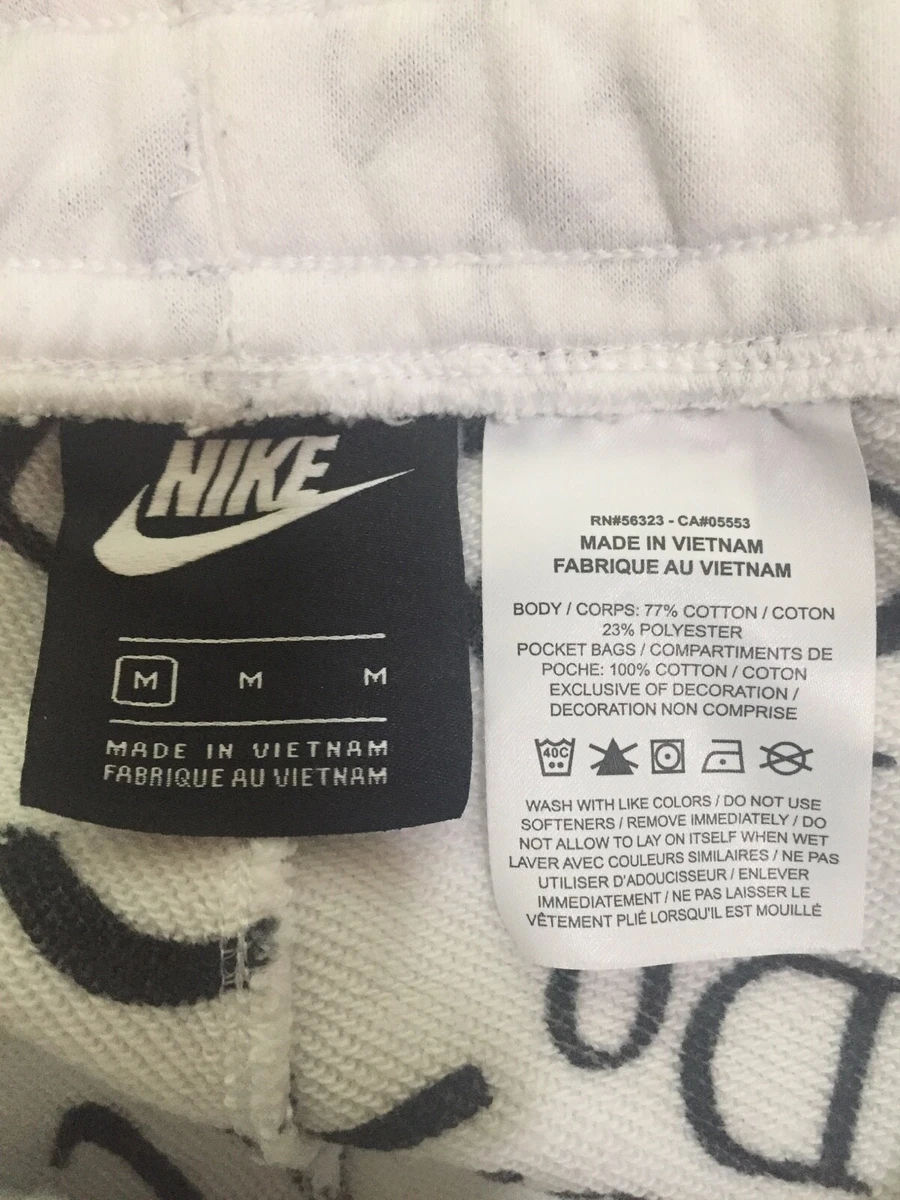 NIKE
M M M
MADE IN VIETNAM
FABRIQUE AU VIETNAM
RN#56323 - CA#05553
MADE IN VIETNAM
FABRIQUE AU VIETNAM
BODY / CORPS: 77% COTTON / COTON
23% POLYESTER
POCKET BAGS / COMPARTIMENTS DE
POCHE: 100% COTTON / COTON
EXCLUSIVE OF DECORATION /
DECORATION NON COMPRISE
40C
WASH WITH LIKE COLORS / DO NOT USE
SOFTENERS / REMOVE IMMEDIATELY / DO
NOT ALLOW TO LAY ON ITSELF WHEN WET
LAVER AVEC COULEURS SIMILAIRES / NE PAS
UTILISER D'ADOUCISSEUR / ENLEVER
IMMEDIATEMENT / NE PAS LAISSER LE
VÊTEMENT PLIÉ LORSQU'IL EST MOUILLÉ